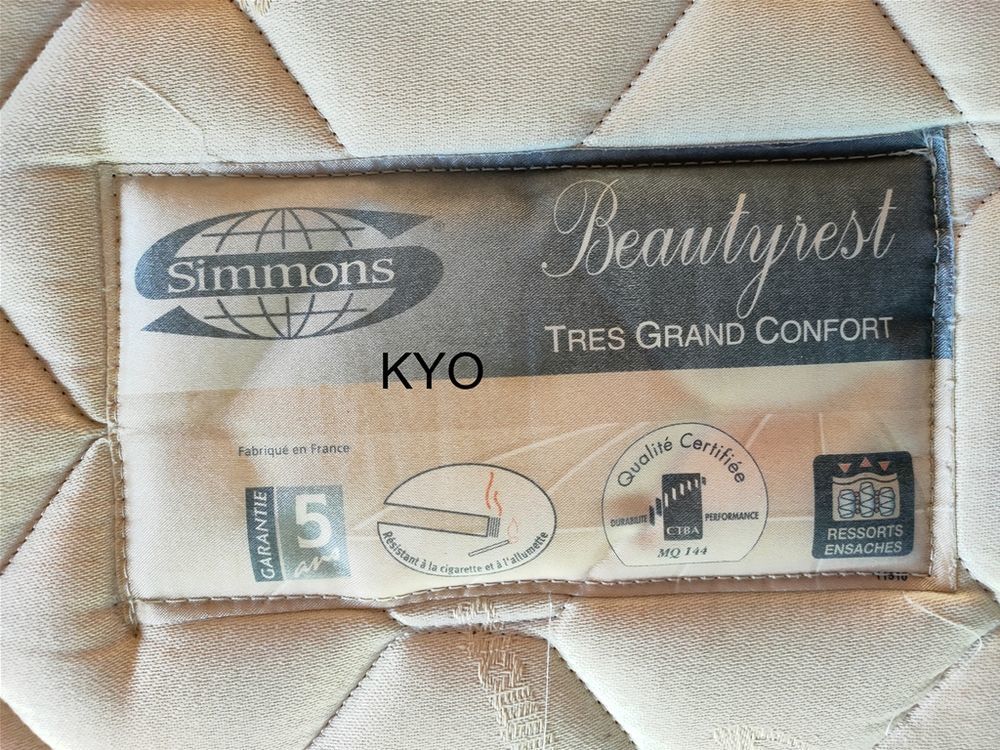 Simmons®
Beautyrest
TRES GRAND CONFORT
KYO
Fabriqué en France
GARANTIE
5
ans
Résistant à la cigarette et à l'allumette
Qualité Certifiée
DURABILITE
PERFORMANCE
CTBA
MQ 144
RESSORTS
ENSACHES